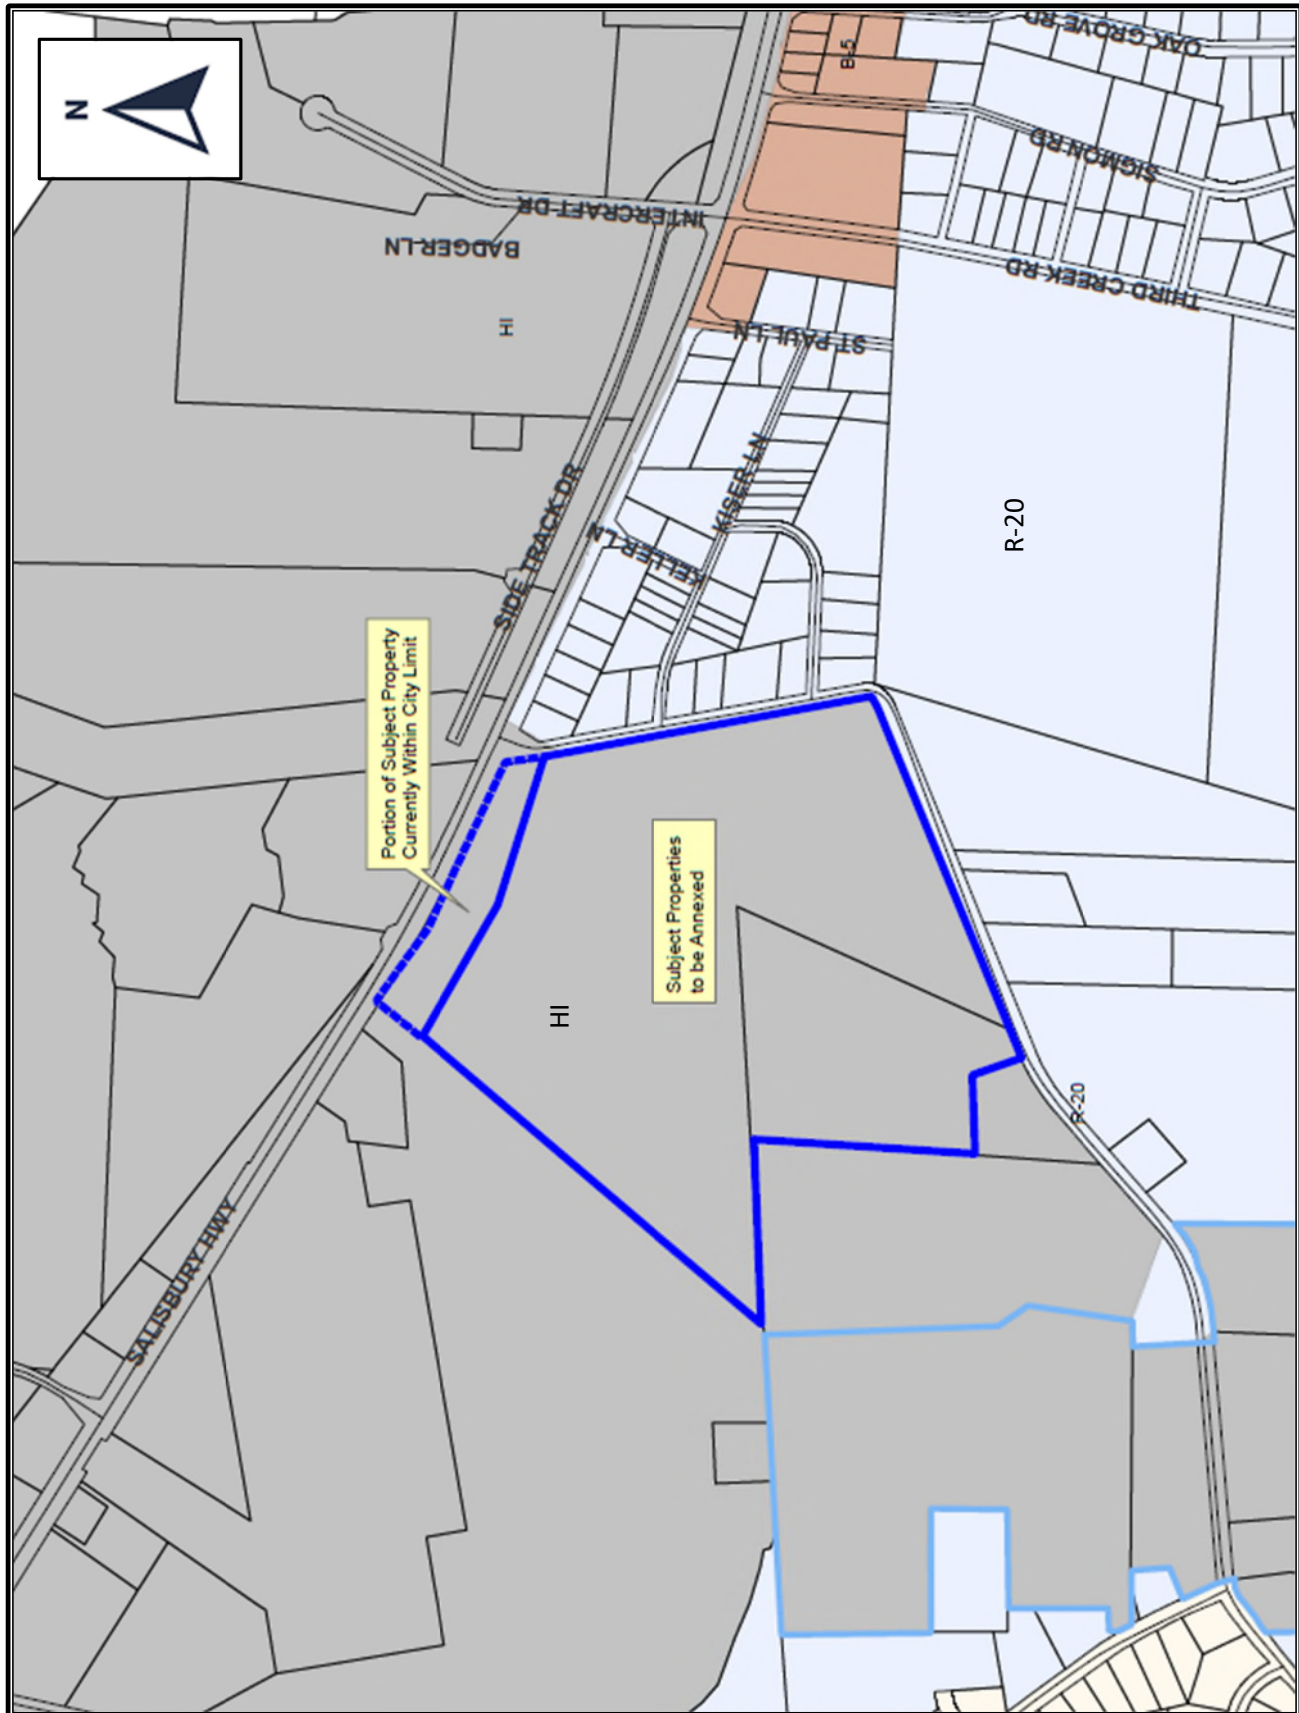 N
OAK GROVE RD
B-5
SIGMON RD
INTERCRAFT DR
BADGER LN
THIRD CREEK RD
HI
ST PAUL LN
KISER LN
SIDE TRACK DR
KELLER LN
R-20
Portion of Subject Property
Currently Within City Limit
Subject Properties
to be Annexed
HI
R-20
SALISBURY HWY